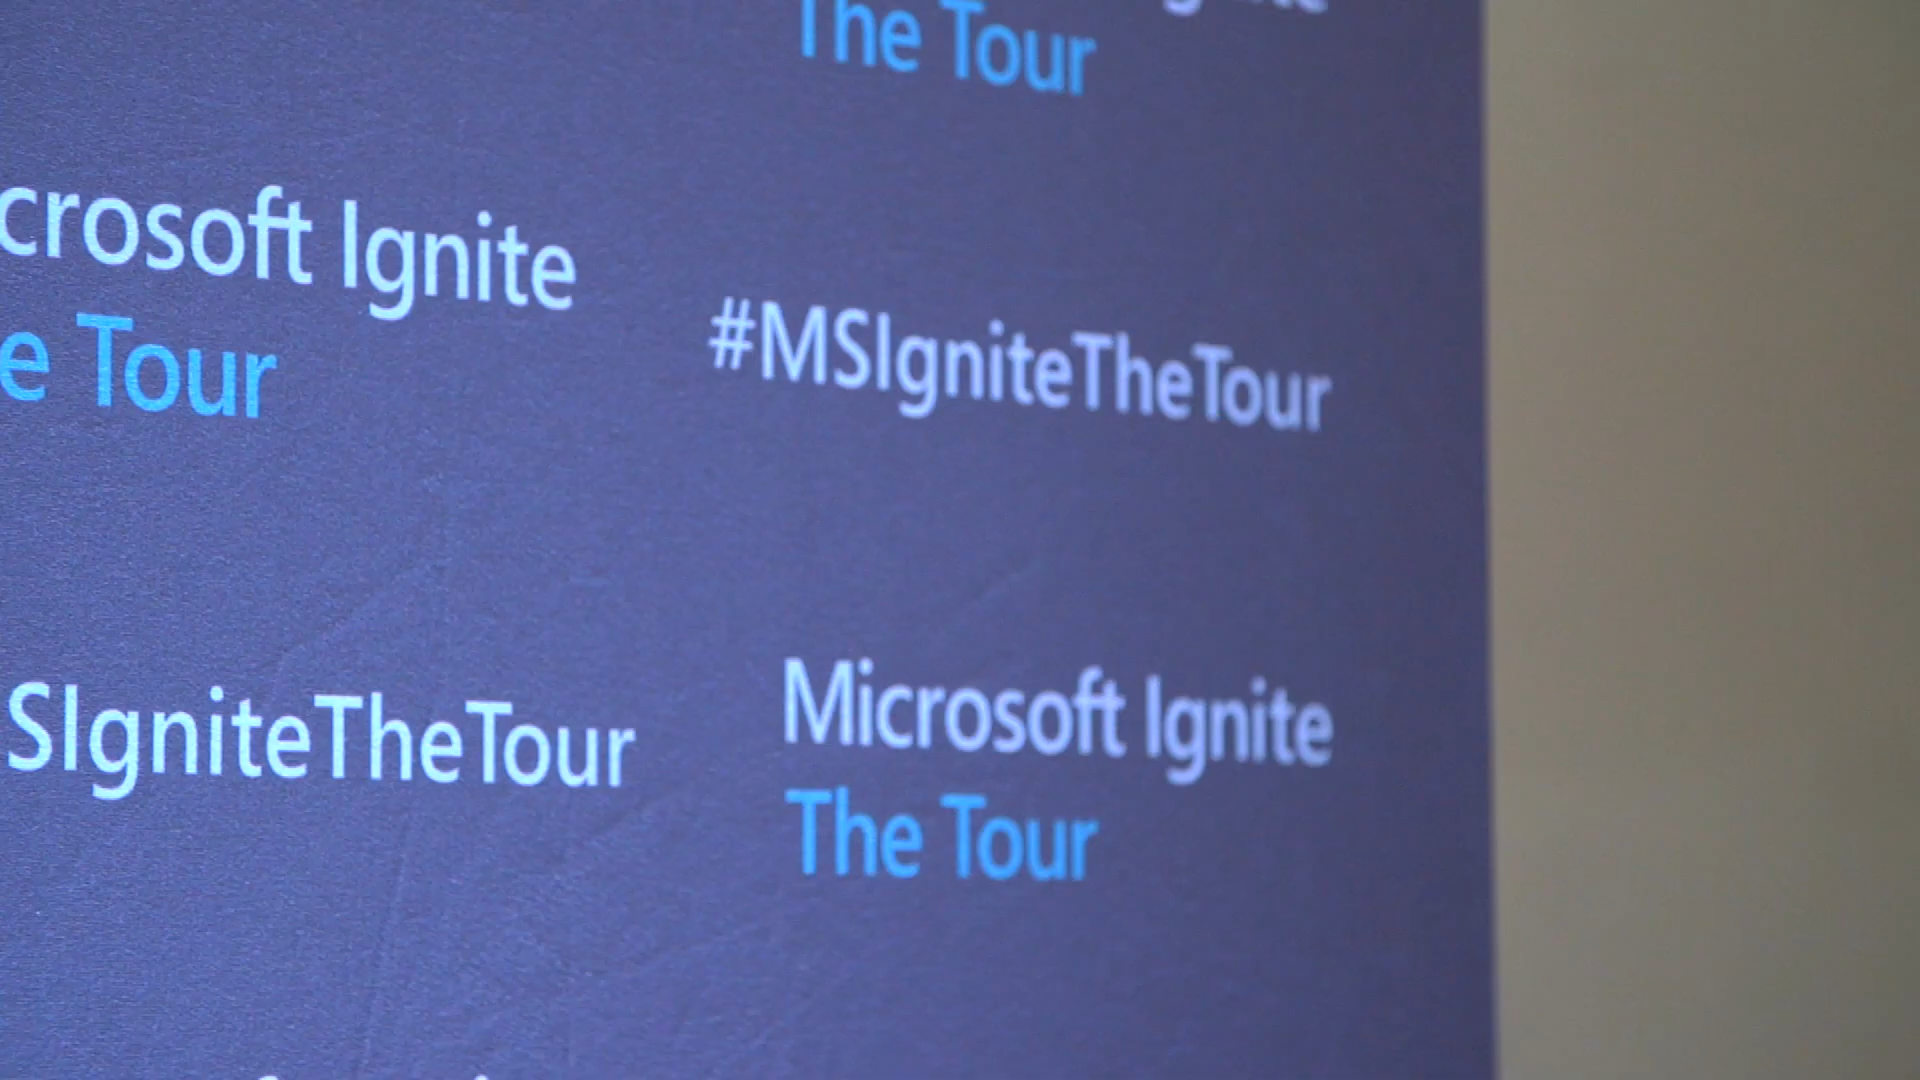 The Tour
crosoft Ignite
e Tour
#MSIgniteTheTour
SIgniteTheTour
Microsoft Ignite
The Tour